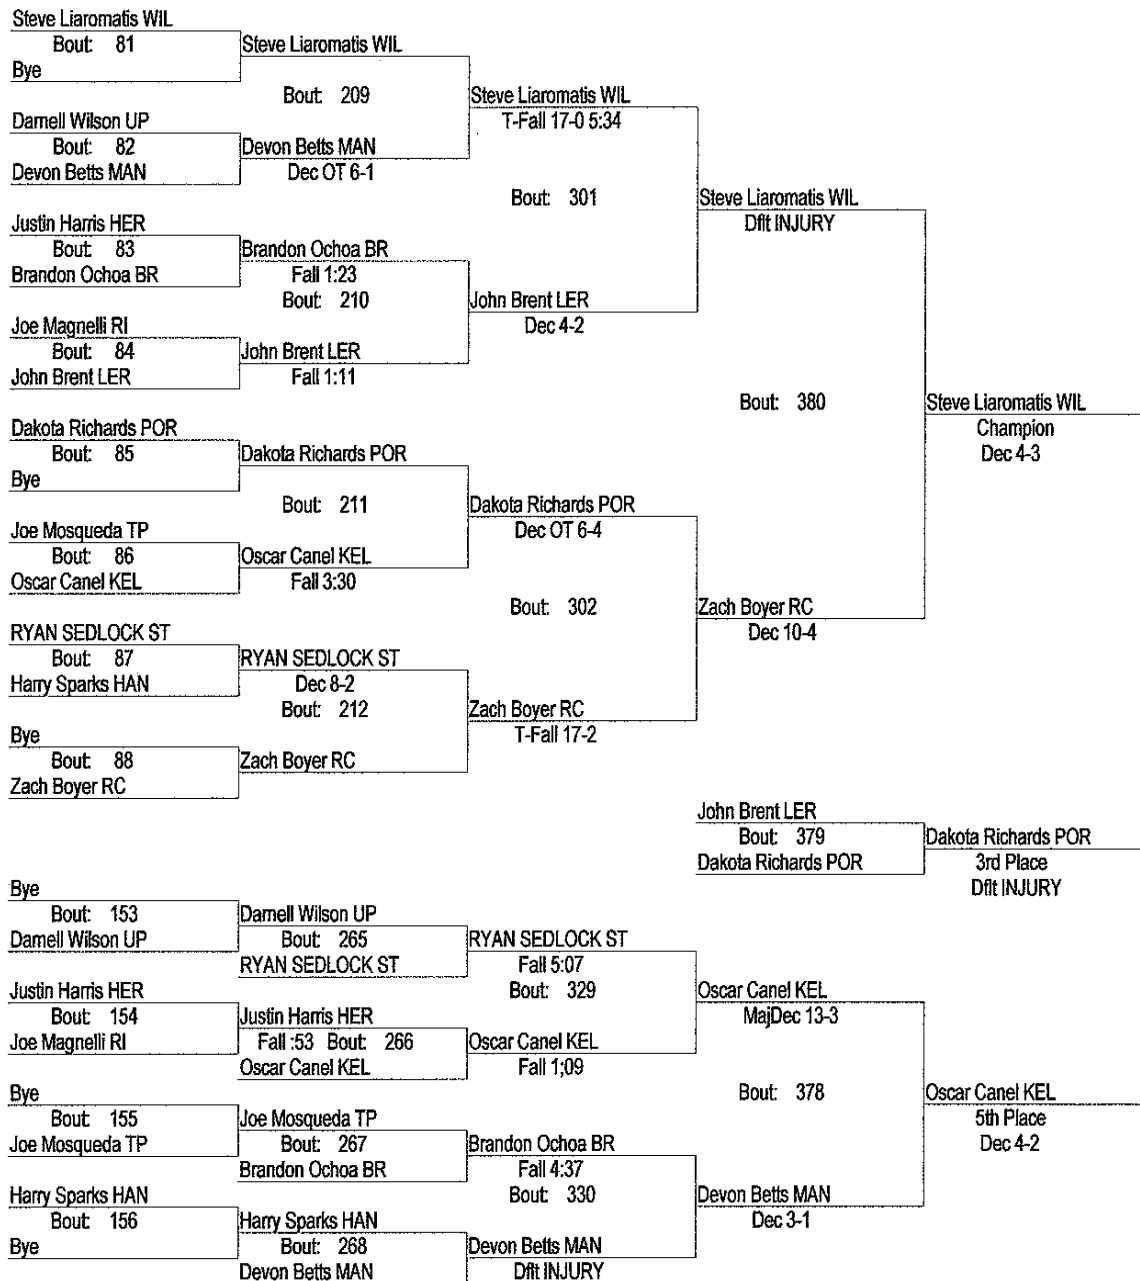 Steve Liaromatis WIL
Bout: 81
Steve Liaromatis WIL
Bye
Bout: 209
Steve Liaromatis WIL
T-Fall 17-0 5:34
Darnell Wilson UP
Bout: 82
Devon Betts MAN
Devon Betts MAN
Dec OT 6-1
Bout: 301
Steve Liaromatis WIL
Dflt INJURY
Justin Harris HER
Bout: 83
Brandon Ochoa BR
Brandon Ochoa BR
Fall 1:23
Bout: 210
John Brent LER
Dec 4-2
Joe Magnelli RI
Bout: 84
John Brent LER
John Brent LER
Fall 1:11
Bout: 380
Steve Liaromatis WIL
Champion
Dec 4-3
Dakota Richards POR
Bout: 85
Dakota Richards POR
Bye
Bout: 211
Dakota Richards POR
Dec OT 6-4
Joe Mosqueda TP
Bout: 86
Oscar Canel KEL
Oscar Canel KEL
Fall 3:30
Bout: 302
Zach Boyer RC
Dec 10-4
RYAN SEDLOCK ST
Bout: 87
RYAN SEDLOCK ST
Harry Sparks HAN
Dec 8-2
Bout: 212
Zach Boyer RC
T-Fall 17-2
Bye
Bout: 88
Zach Boyer RC
Zach Boyer RC
John Brent LER
Bout: 379
Dakota Richards POR
Dakota Richards POR
3rd Place
Dflt INJURY
Bye
Bout: 153
Darnell Wilson UP
Darnell Wilson UP
Bout: 265
RYAN SEDLOCK ST
RYAN SEDLOCK ST
Fall 5:07
Bout: 329
Oscar Canel KEL
MajDec 13-3
Justin Harris HER
Bout: 154
Justin Harris HER
Joe Magnelli RI
Fall :53 Bout: 266
Oscar Canel KEL
Oscar Canel KEL
Fall 1;09
Bout: 378
Oscar Canel KEL
5th Place
Dec 4-2
Bye
Bout: 155
Joe Mosqueda TP
Joe Mosqueda TP
Bout: 267
Brandon Ochoa BR
Brandon Ochoa BR
Fall 4:37
Bout: 330
Devon Betts MAN
Dec 3-1
Harry Sparks HAN
Bout: 156
Harry Sparks HAN
Bye
Bout: 268
Devon Betts MAN
Devon Betts MAN
Dflt INJURY